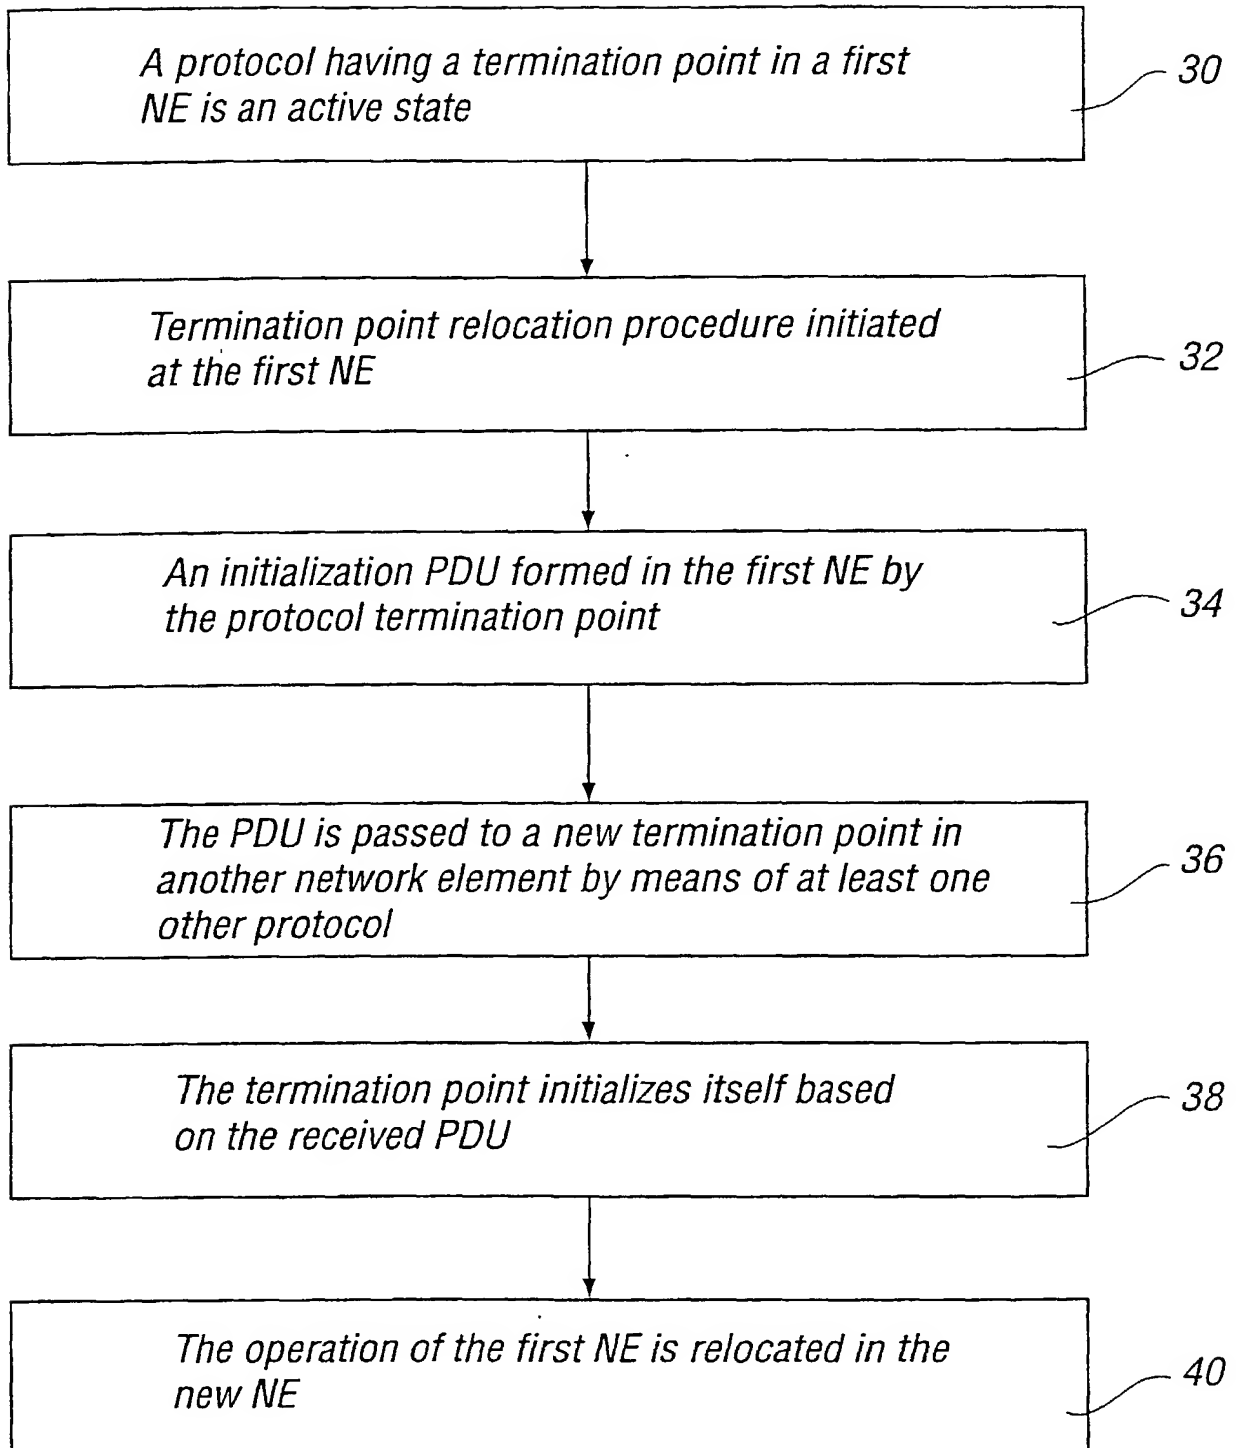 A protocol having a termination point in a first
NE is an active state
30
Termination point relocation procedure initiated
at the first NE
32
An initialization PDU formed in the first NE by
the protocol termination point
34
The PDU is passed to a new termination point in
another network element by means of at least one
other protocol
36
The termination point initializes itself based
on the received PDU
38
The operation of the first NE is relocated in the
new NE
40